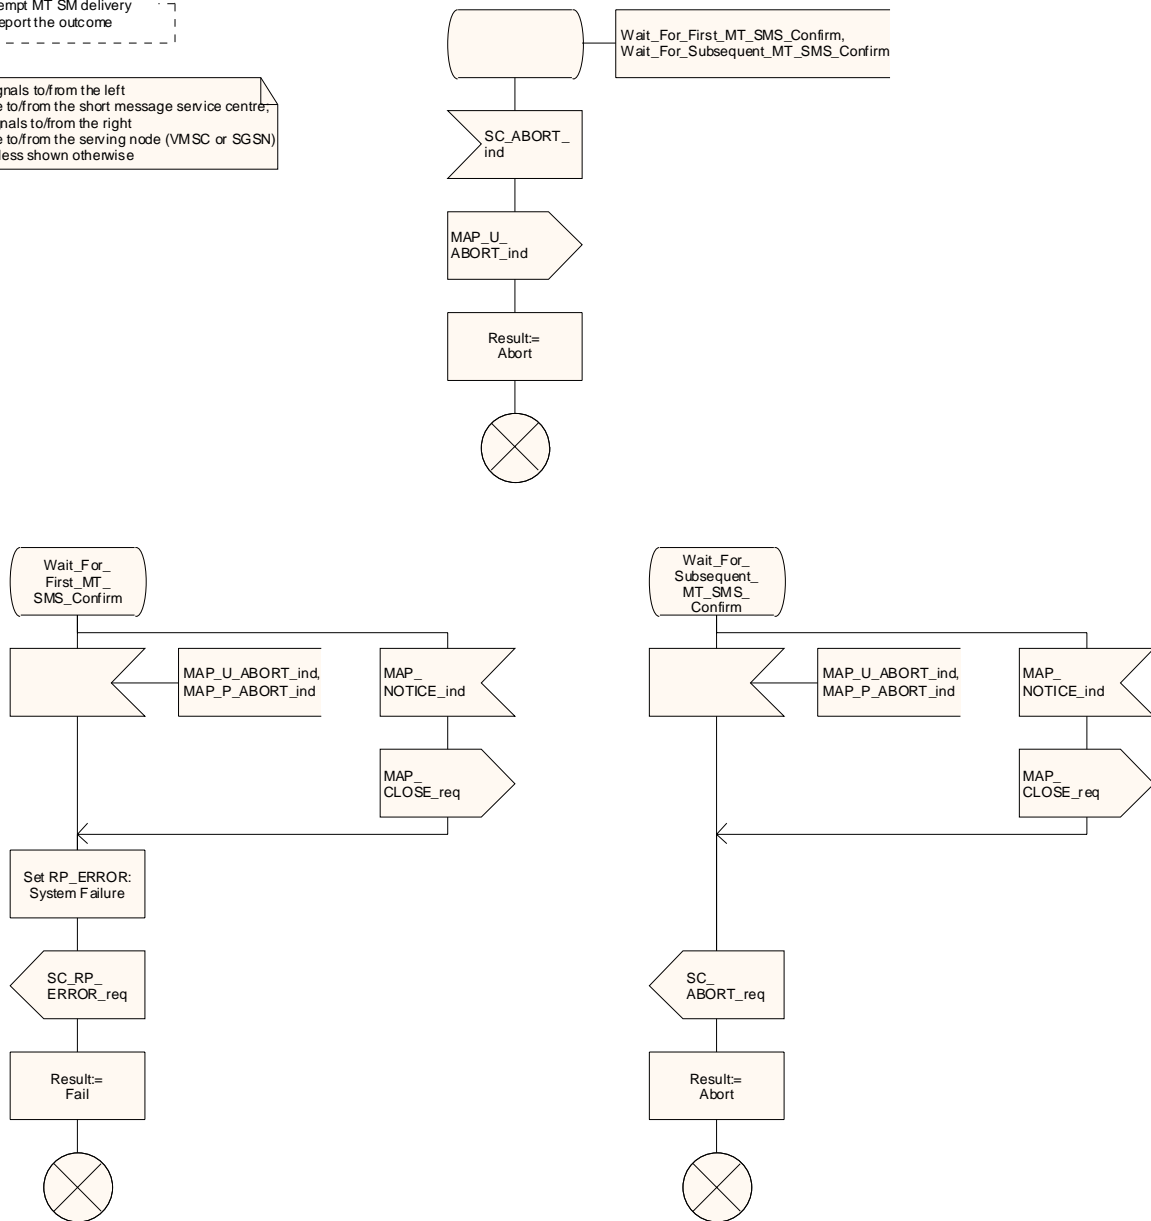 empt MT SM delivery
eport the outcome
gnals to/from the left
e to/from the short message service centre;
gnals to/from the right
e to/from the serving node (VMSC or SGSN)
less shown otherwise
Wait_For_First_MT_SMS_Confirm,
Wait_For_Subsequent_MT_SMS_Confirm
SC_ABORT_
ind
MAP_U_
ABORT_ind
Result:=
Abort
Wait_For_
First_MT_
SMS_Confirm
MAP_U_ABORT_ind,
MAP_P_ABORT_ind
MAP_
NOTICE_ind
MAP_
CLOSE_req
Set RP_ERROR:
System Failure
SC_RP_
ERROR_req
Result:=
Fail
Wait_For_
Subsequent_
MT_SMS_
Confirm
MAP_U_ABORT_ind,
MAP_P_ABORT_ind
MAP_
NOTICE_ind
MAP_
CLOSE_req
SC_
ABORT_req
Result:=
Abort